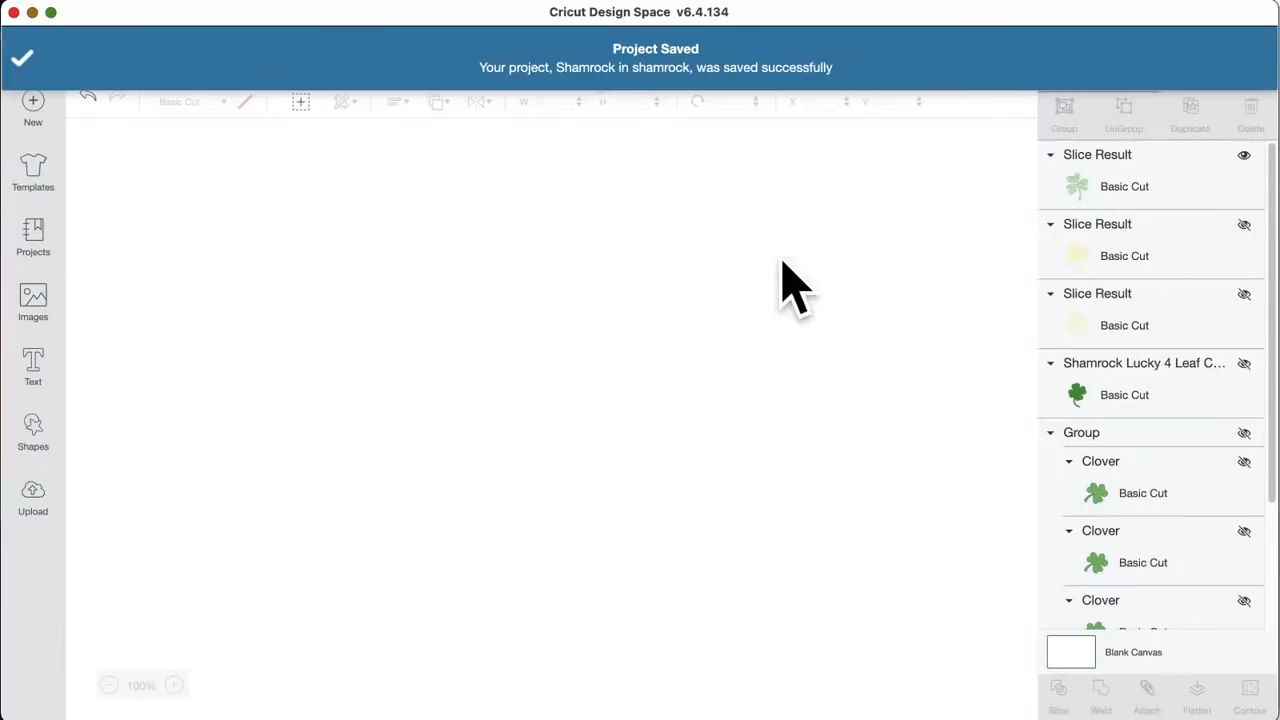 Cricut Design Space v6.4.134
Project Saved
Your project, Shamrock in shamrock, was saved successfully
New
Templates
Projects
Images
Text
Shapes
Upload
Basic Cut
W
H
X
Y
100%
Group
UnGroup
Duplicate
Delete
Slice Result
Basic Cut
Slice Result
Basic Cut
Slice Result
Basic Cut
Shamrock Lucky 4 Leaf C...
Basic Cut
Group
Clover
Basic Cut
Clover
Basic Cut
Clover
Blank Canvas
Slice
Weld
Attach
Flatten
Contour